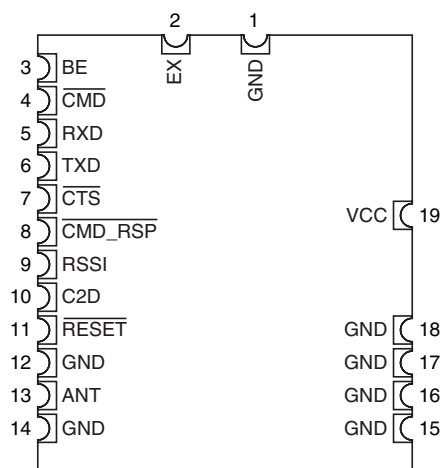 2 1
EX GND
3 BE
4 CMD
5 RXD
6 TXD
7 CTS
VCC 19
8 CMD_RSP
9 RSSI
10 C2D
11 RESET GND 18
12 GND GND 17
13 ANT GND 16
14 GND GND 15